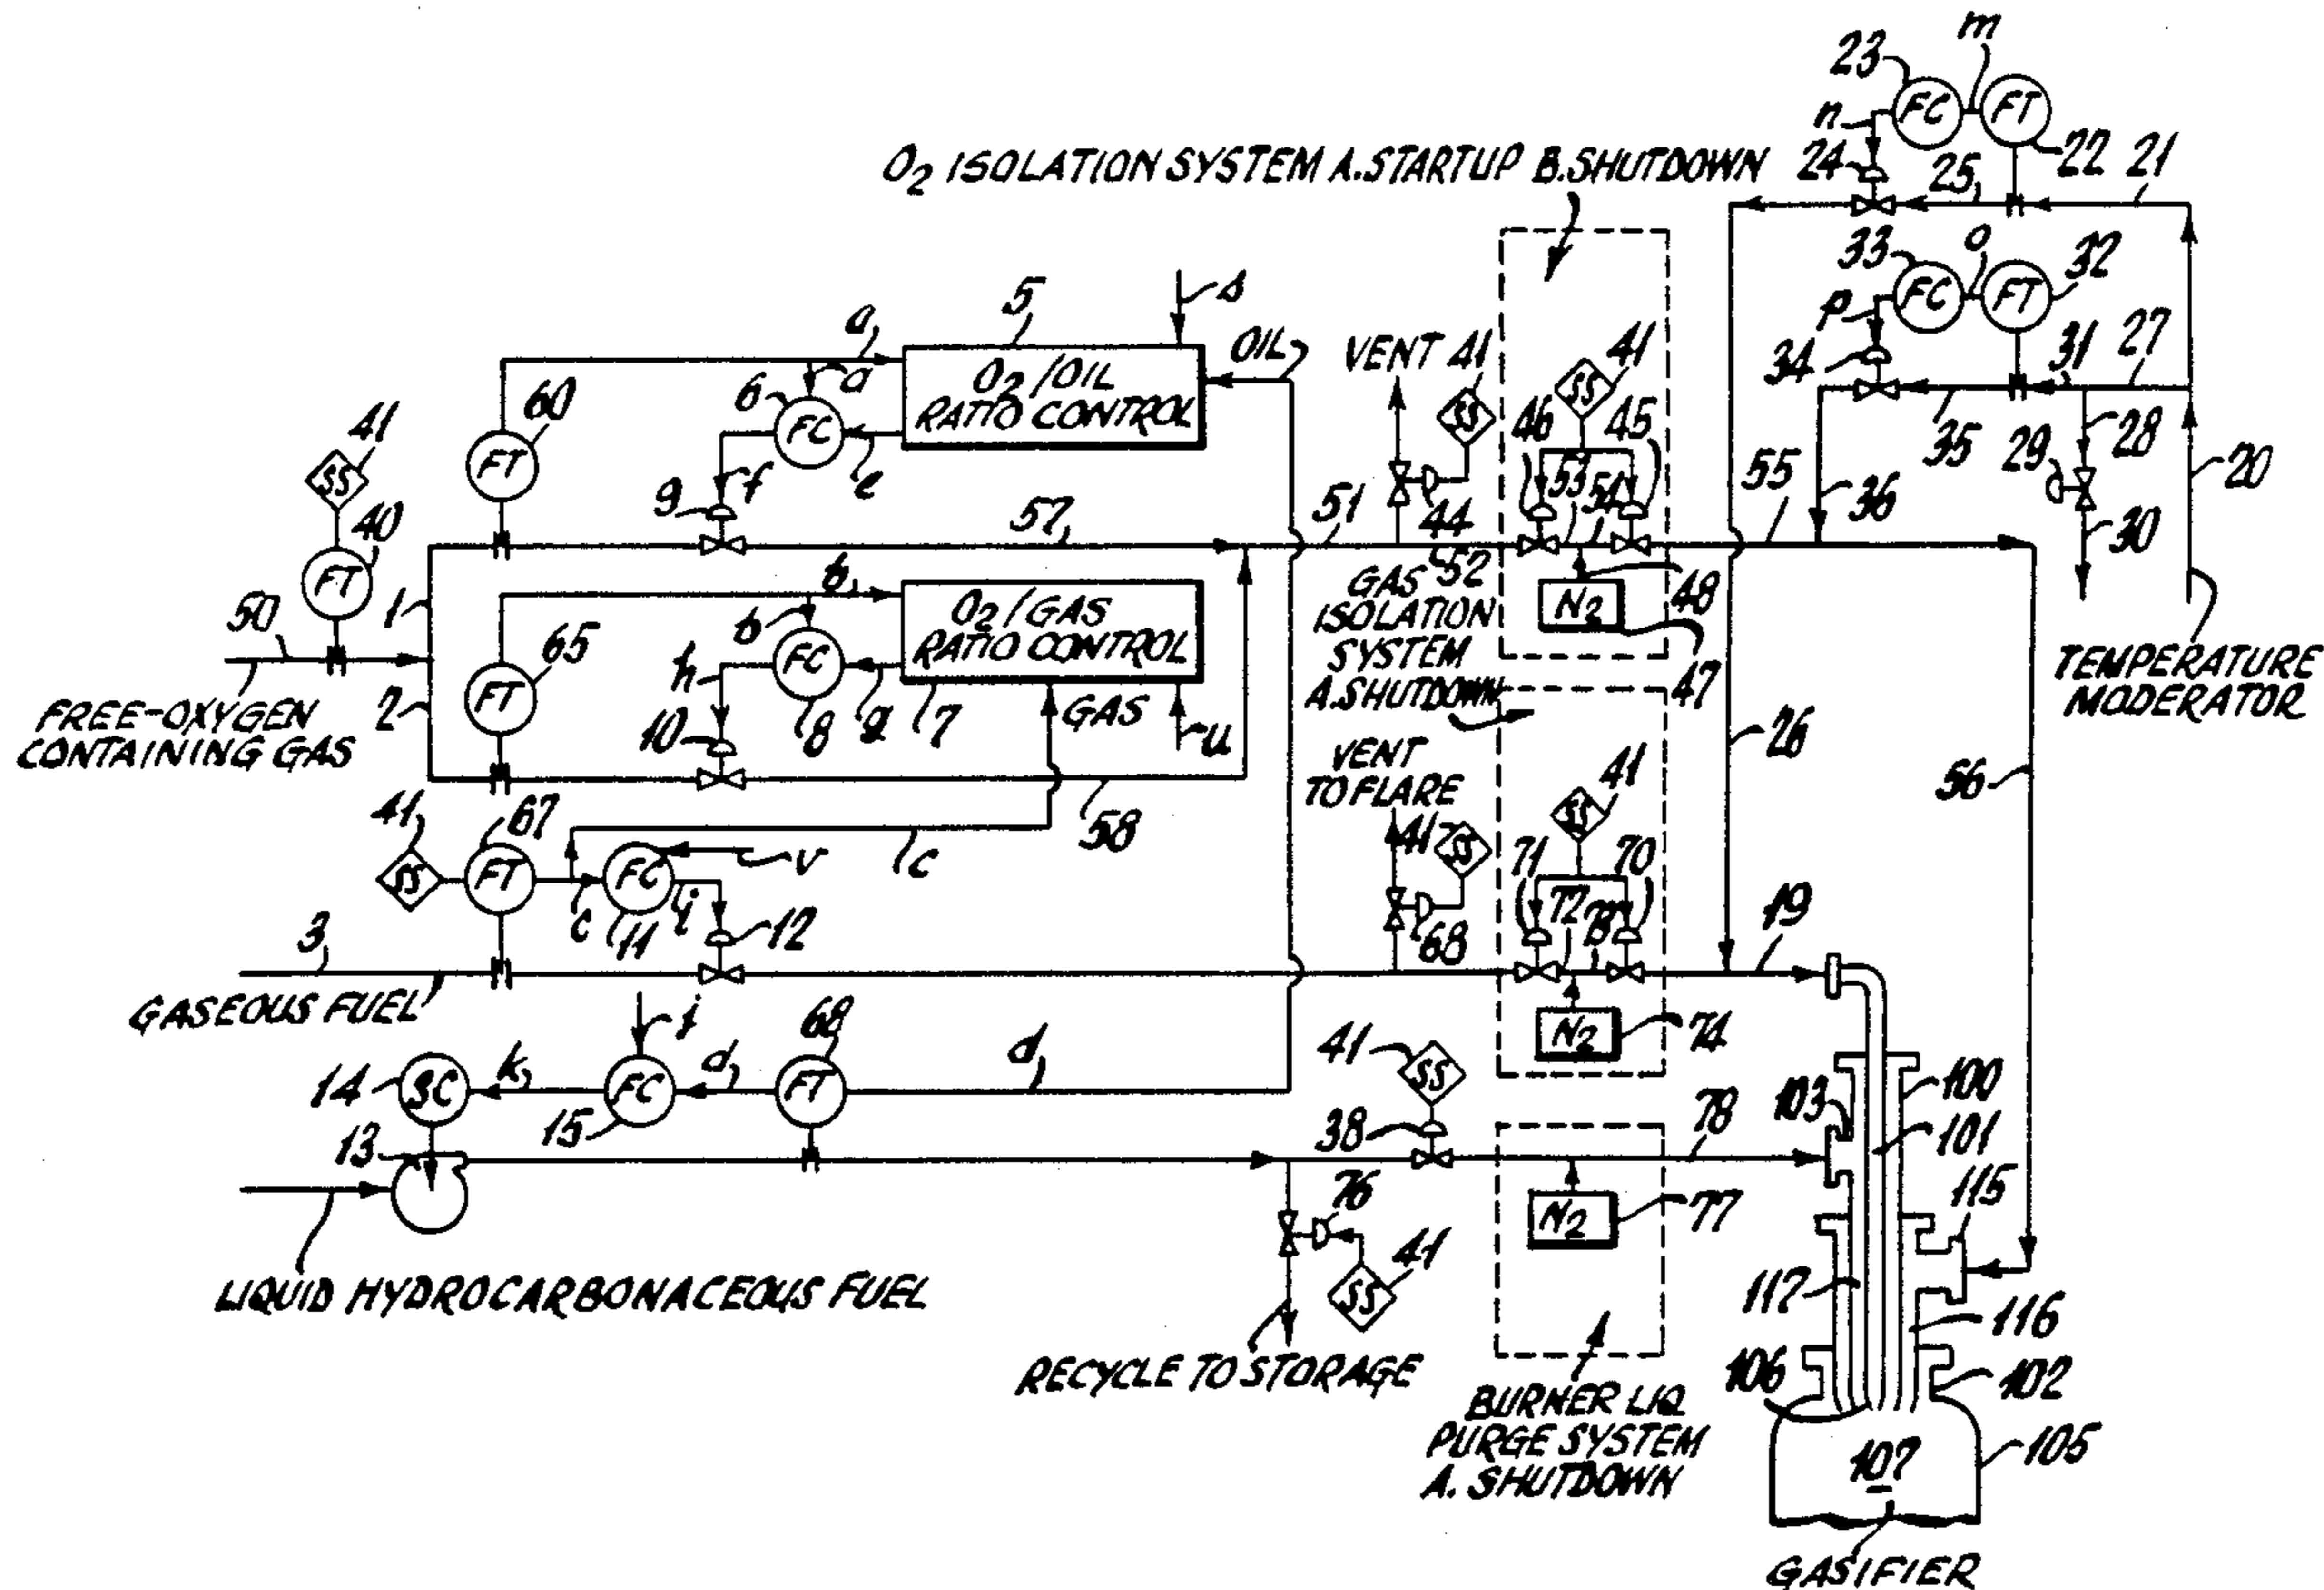 23
m
FC
FT
n
24
25
22
21
O2 ISOLATION SYSTEM A.STARTUP B.SHUTDOWN
33
o
32
FC
FT
p
34
31
27
35
28
29
20
30
36
55
TEMPERATURE
MODERATOR
5
s
a
a
O2/OIL
RATIO CONTROL
OIL
6
FC
e
f
9
60
FT
41
SS
40
FT
50
1
2
FREE-OXYGEN
CONTAINING GAS
57
51
VENT
41
SS
44
52
41
SS
46
45
53
54
48
N2
47
GAS
ISOLATION
SYSTEM
A.SHUTDOWN
b
b
O2/GAS
RATIO CONTROL
65
FT
FC
h
10
8
g
7
GAS
u
58
VENT
TO FLARE
41
SS
68
41
SS
71
70
72
73
N2
74
26
56
19
41
SS
67
FT
c
c
FC
v
11
i
12
3
GASEOUS FUEL
j
14
SC
k
FC
15
d
68
FT
d
13
LIQUID HYDROCARBONACEOUS FUEL
41
SS
38
76
41
SS
RECYCLE TO STORAGE
78
N2
77
BURNER LIQ
PURGE SYSTEM
A. SHUTDOWN
103
100
101
115
117
116
106
102
107
105
GASIFIER